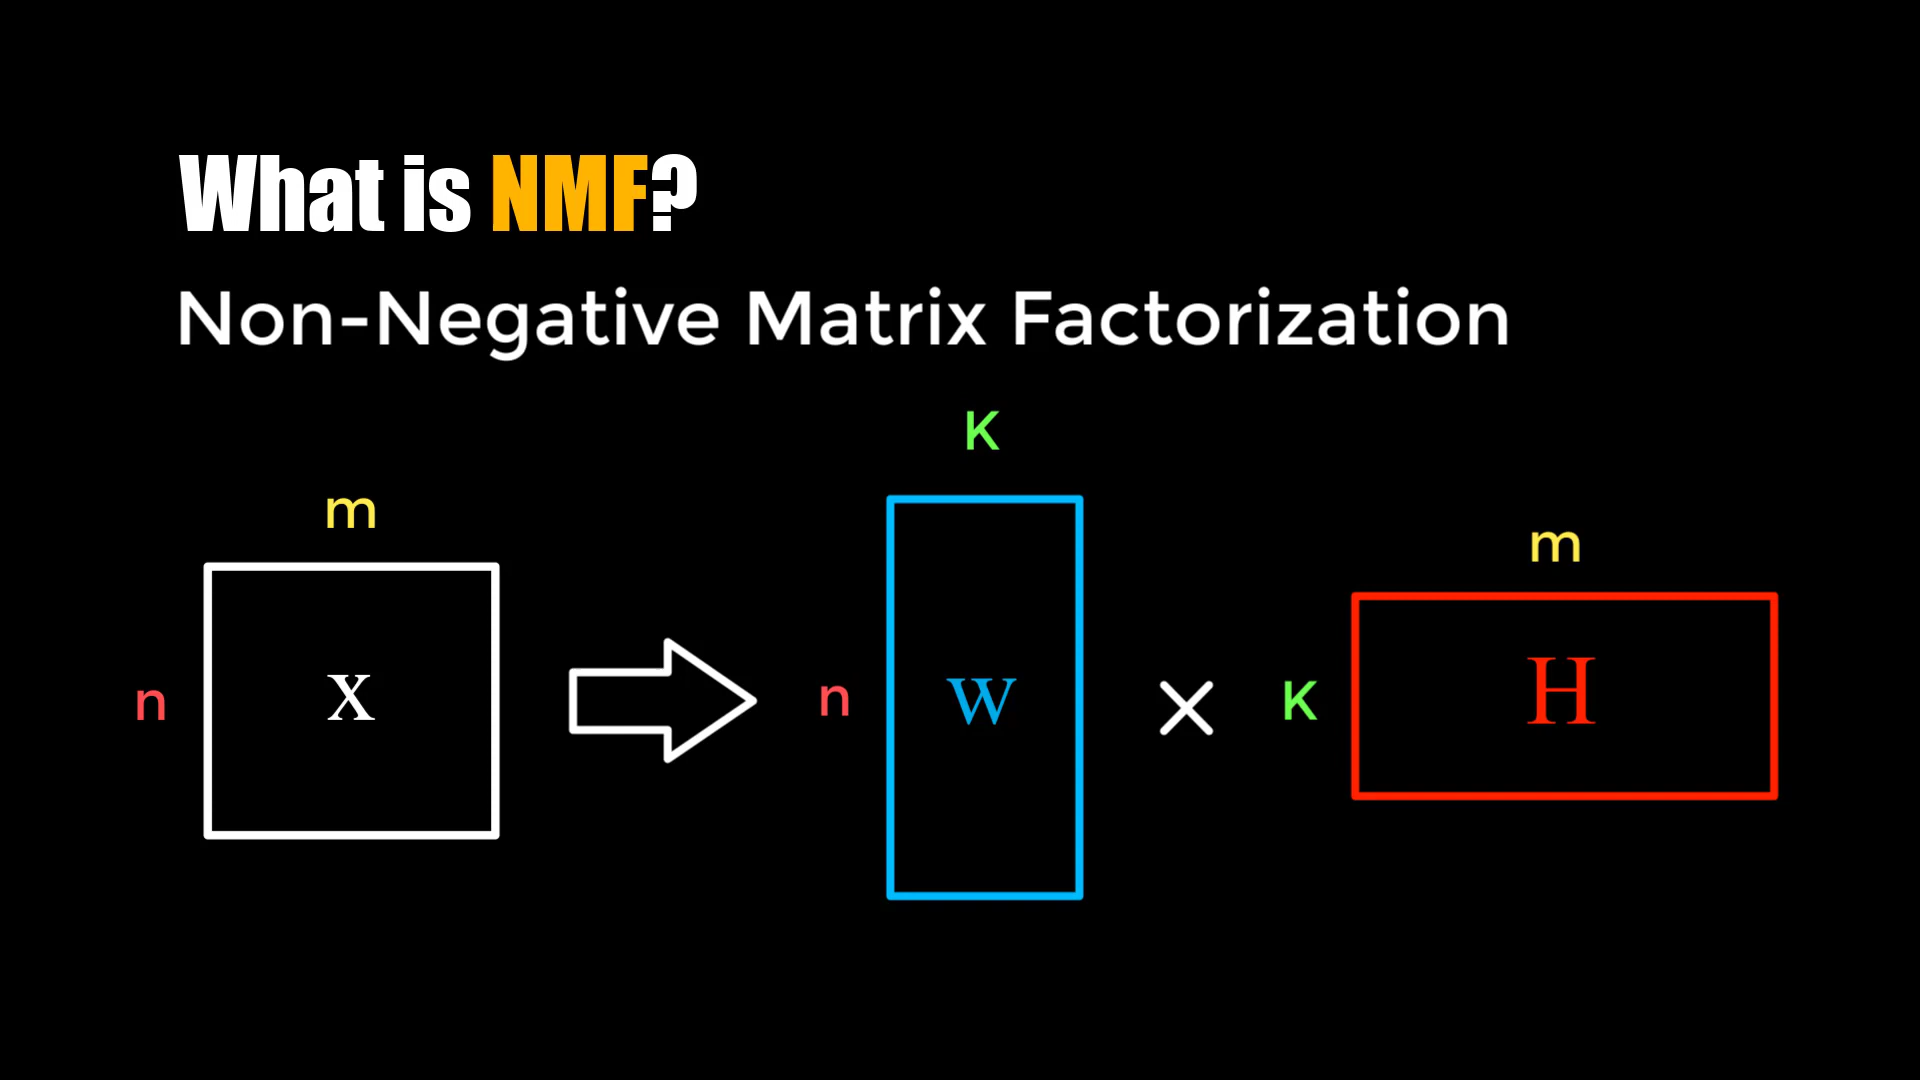 What is NMF?
Non-Negative Matrix Factorization
K
m
m
n
X
n
W
×
K
H